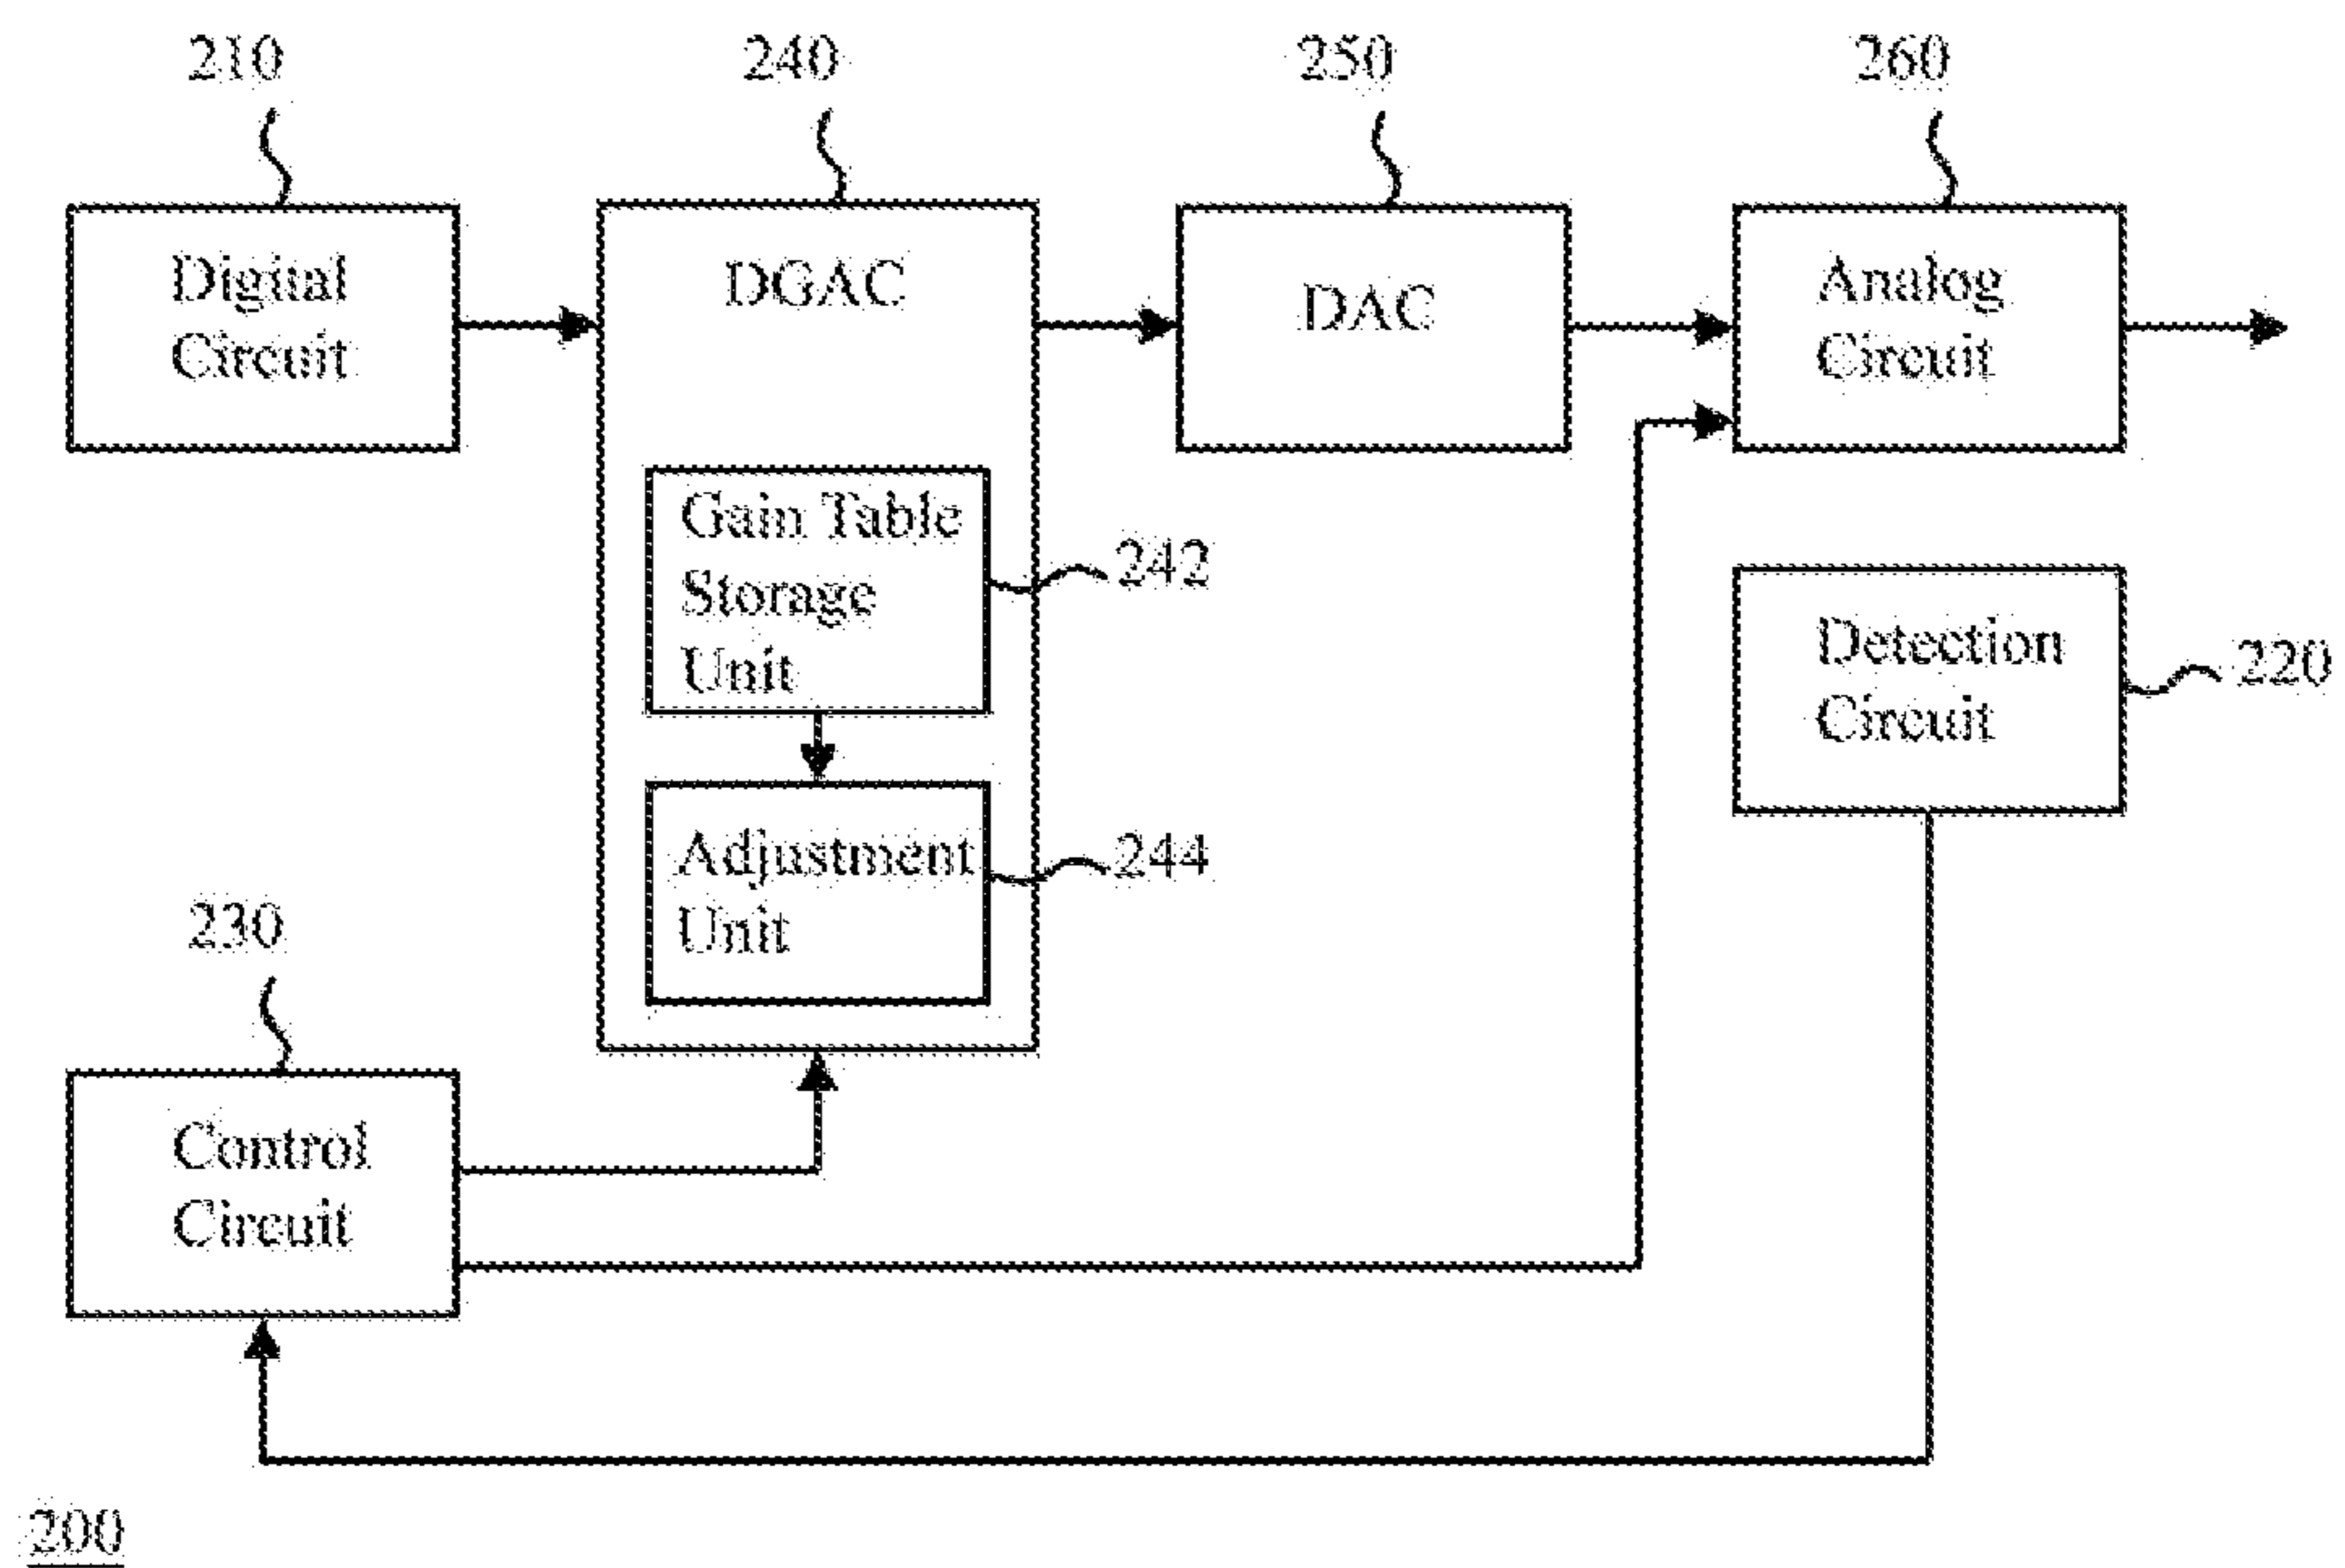 210
240
250
260
Digital
Circuit
DGAC
DAC
Analog
Circuit
Gain Table
Storage
Unit
242
Detection
Circuit
220
Adjustment
Unit
244
230
Control
Circuit
200